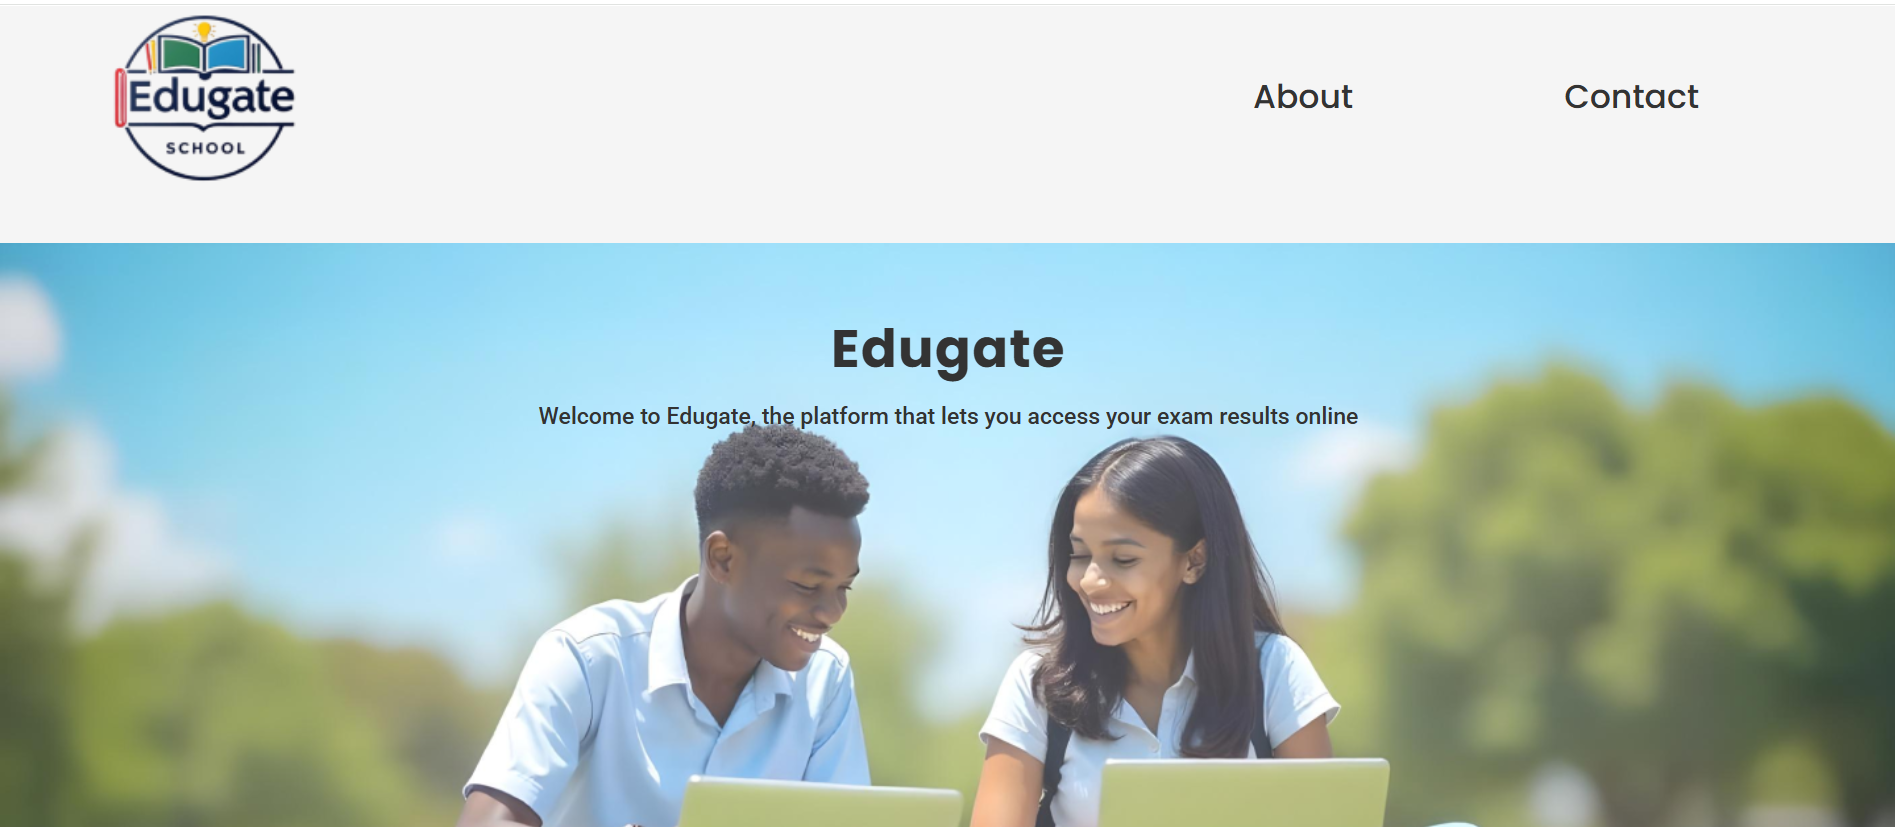 Edugate
SCHOOL
About
Contact
Edugate
Welcome to Edugate, the platform that lets you access your exam results online